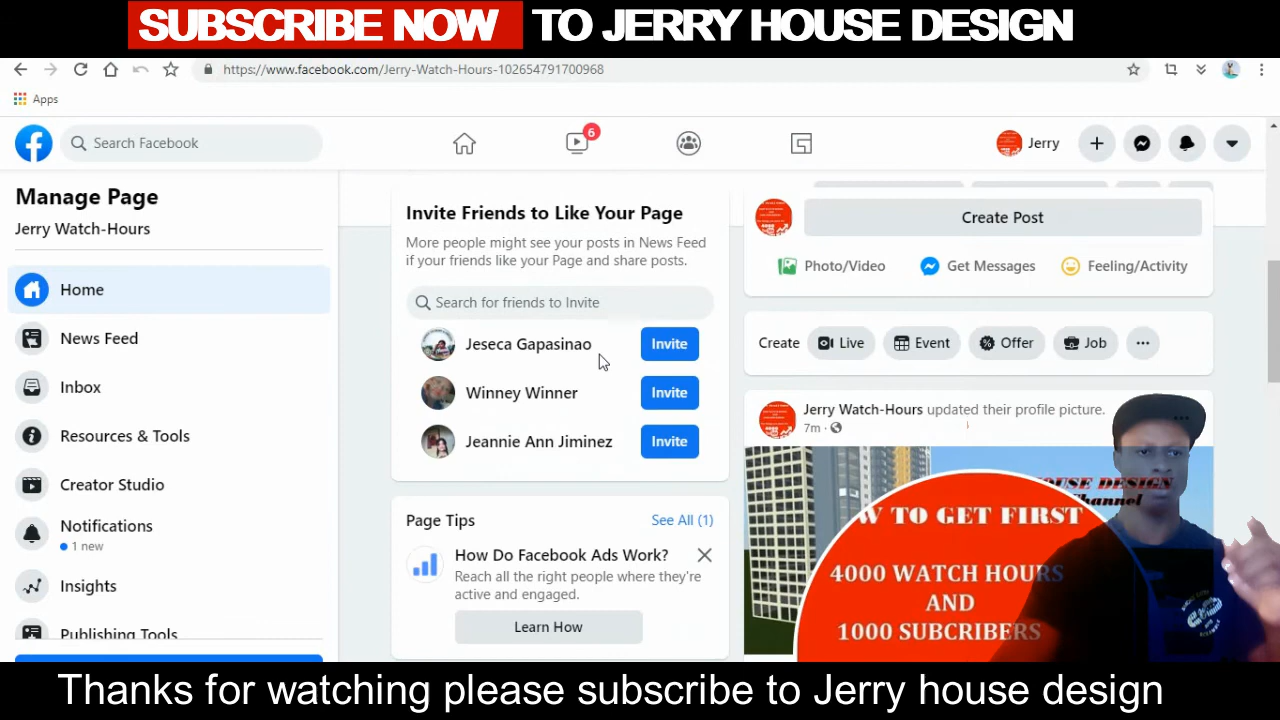 SUBSCRIBE NOW TO JERRY HOUSE DESIGN
https://www.facebook.com/Jerry-Watch-Hours-102654791700968
Apps
Search Facebook
6
Jerry
Manage Page
Jerry Watch-Hours
Home
News Feed
Inbox
Resources & Tools
Creator Studio
Notifications
1 new
Insights
Publishing Tools
Invite Friends to Like Your Page
More people might see your posts in News Feed
if your friends like your Page and share posts.
Search for friends to Invite
Jeseca Gapasinao Invite
Winney Winner Invite
Jeannie Ann Jiminez Invite
Page Tips See All (1)
How Do Facebook Ads Work?
Reach all the right people where they're
active and engaged.
Learn How
Create Post
Photo/Video Get Messages Feeling/Activity
Create Live Event Offer Job
Jerry Watch-Hours updated their profile picture.
7m
HOUSE DESIGN
Channel
W TO GET FIRST
4000 WATCH HOURS
AND
1000 SUBCRIBERS
Thanks for watching please subscribe to Jerry house design